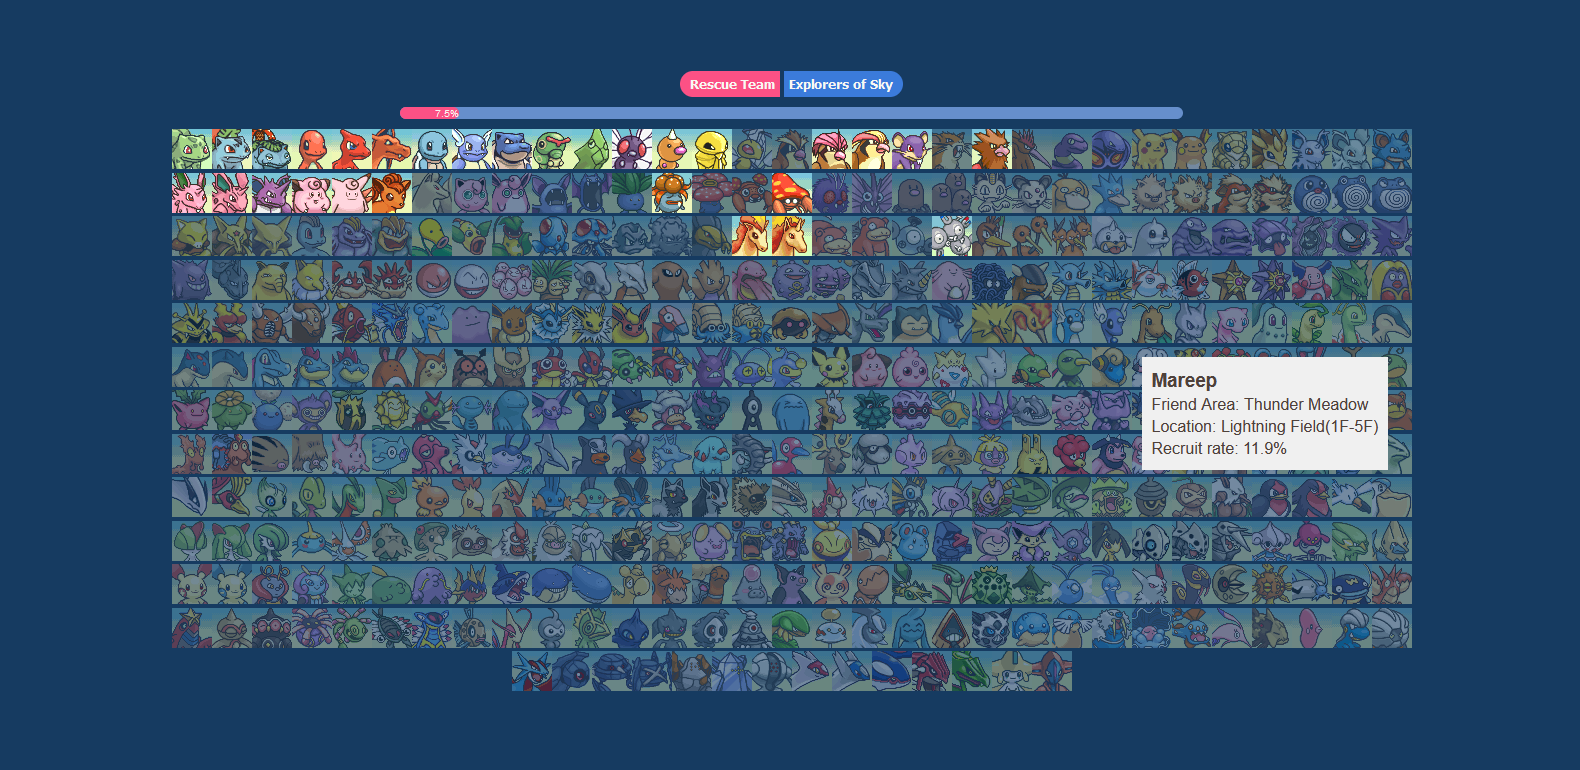 Rescue Team
Explorers of Sky
7.5%
Mareep
Friend Area: Thunder Meadow
Location: Lightning Field(1F-5F)
Recruit rate: 11.9%